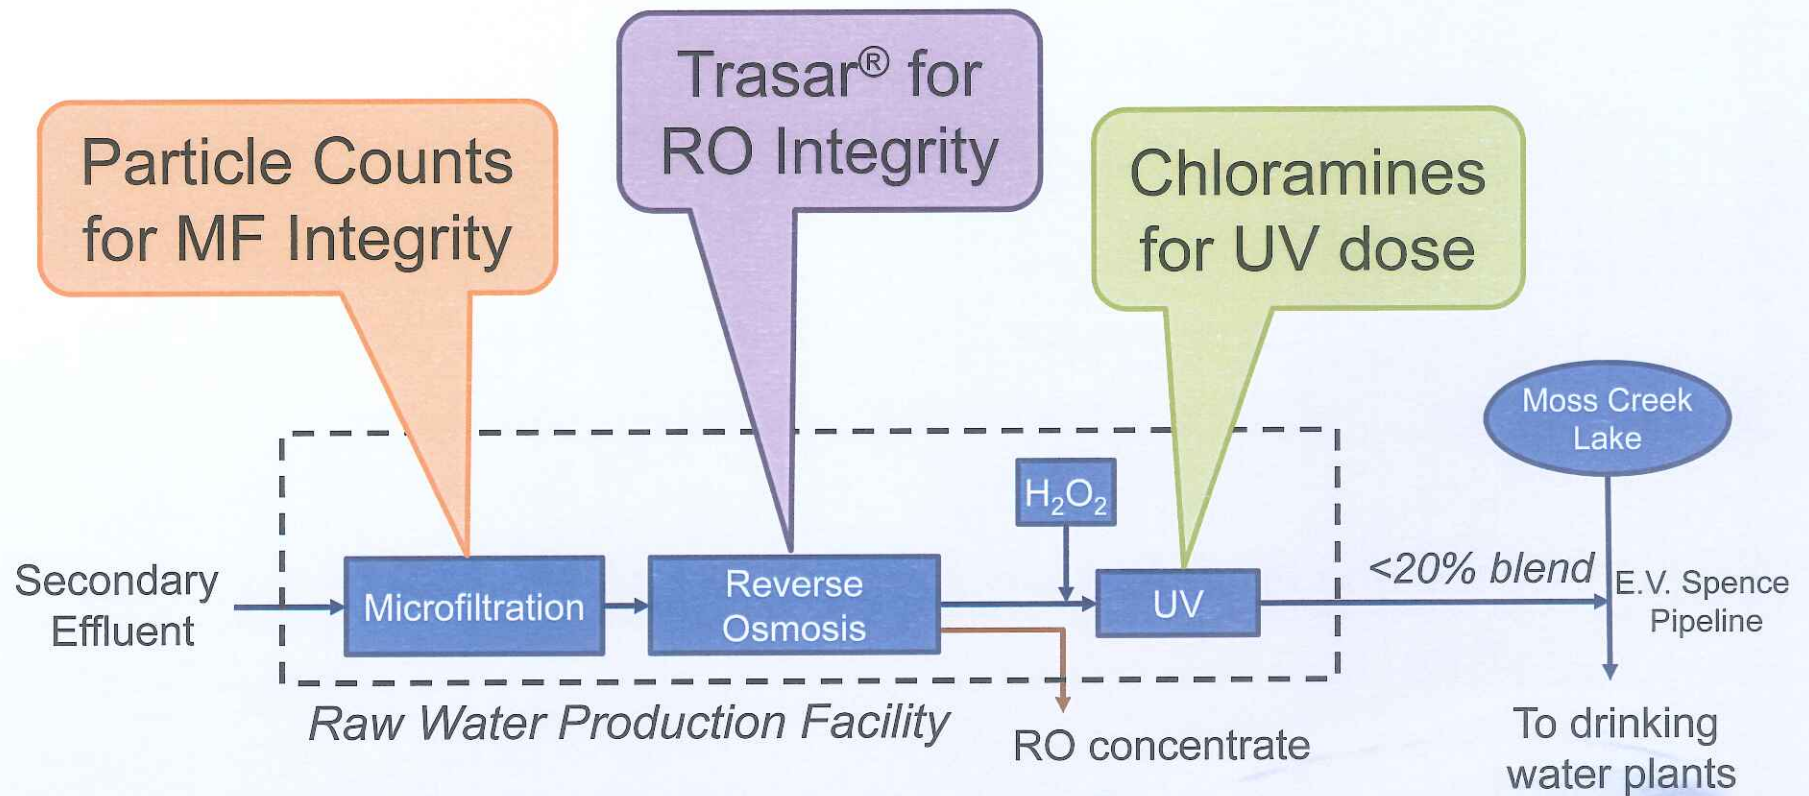 Particle Counts
for MF Integrity
Trasar® for
RO Integrity
Chloramines
for UV dose
Moss Creek
Lake
H₂O₂
Secondary
Effluent
Microfiltration
Reverse
Osmosis
UV
<20% blend
E.V. Spence
Pipeline
Raw Water Production Facility
RO concentrate
To drinking
water plants